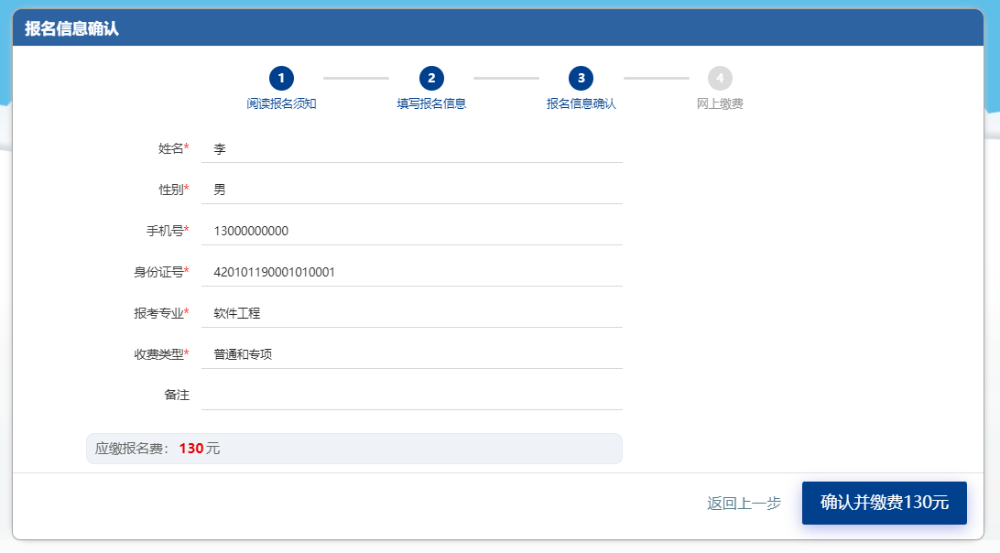 报名信息确认
1 2 3 4
阅读报名须知 填写报名信息 报名信息确认 网上缴费
姓名* 李
性别* 男
手机号* 13000000000
身份证号* 420101190001010001
报考专业* 软件工程
收费类型* 普通和专项
备注
应缴报名费： 130 元
返回上一步 确认并缴费130元